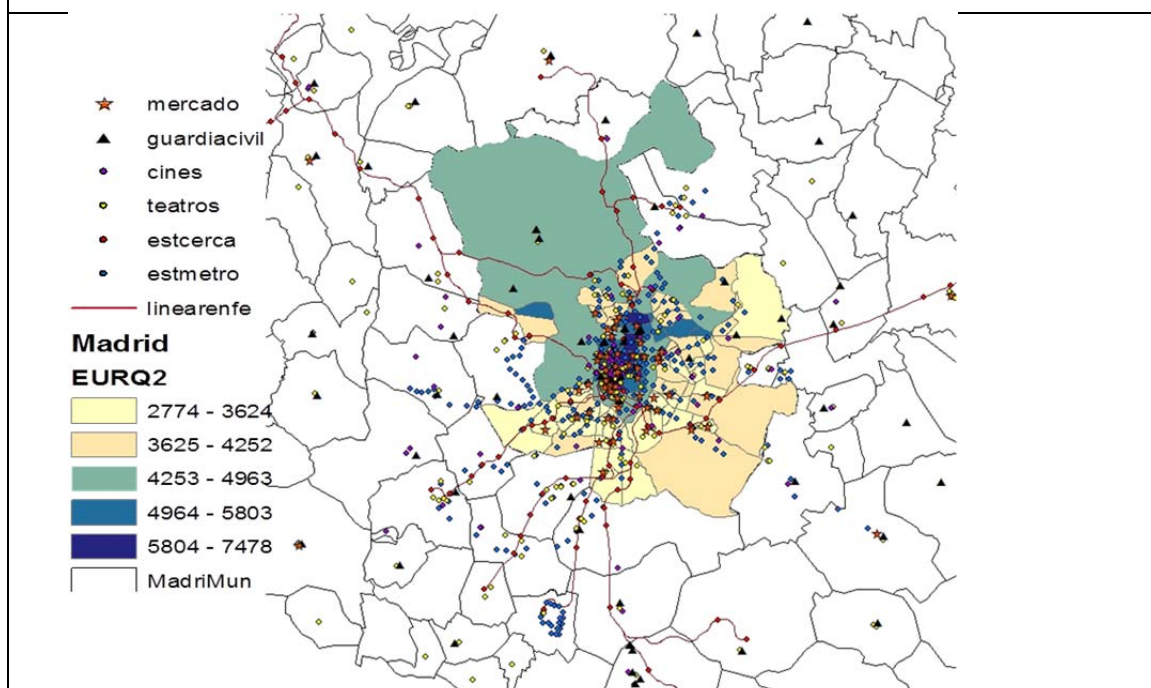 mercado
guardiacivil
cines
teatros
estcerca
estmetro
linearenfe
Madrid
EURQ2
2774 - 3624
3625 - 4252
4253 - 4963
4964 - 5803
5804 - 7478
MadriMun